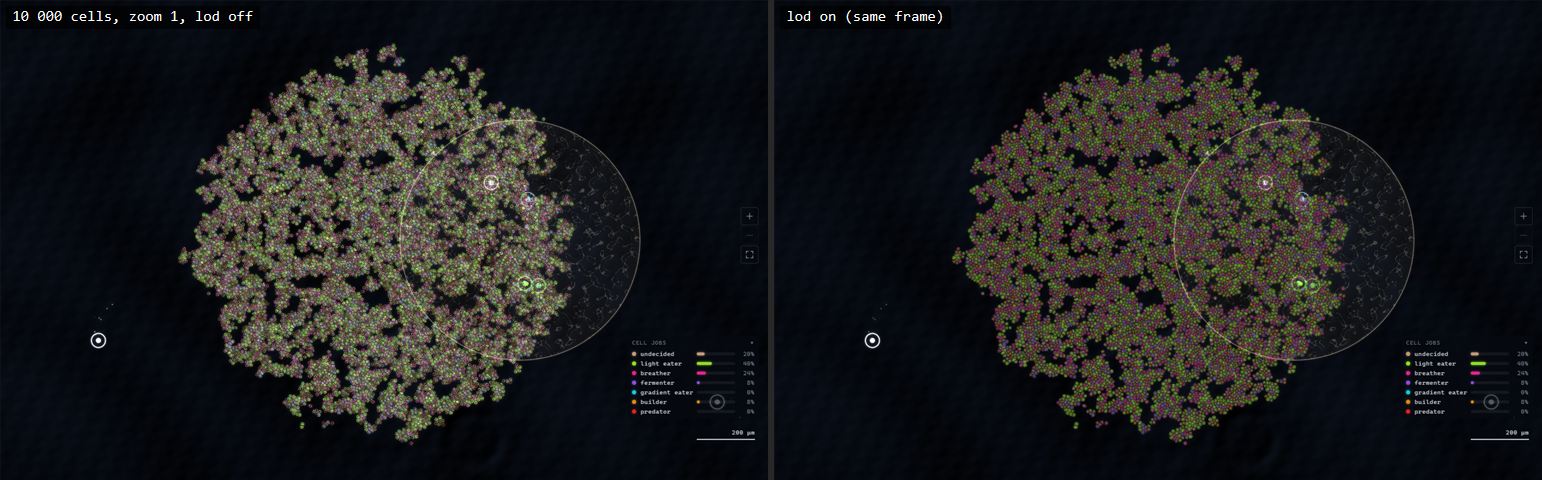 10 000 cells, zoom 1, lod off
CELL JOBS
undecided 20%
light eater 40%
breather 24%
fermenter 8%
gradient eater 0%
builder 8%
predator 0%
200 µm
lod on (same frame)
CELL JOBS
undecided 20%
light eater 40%
breather 24%
fermenter 8%
gradient eater 0%
builder 8%
predator 0%
200 µm